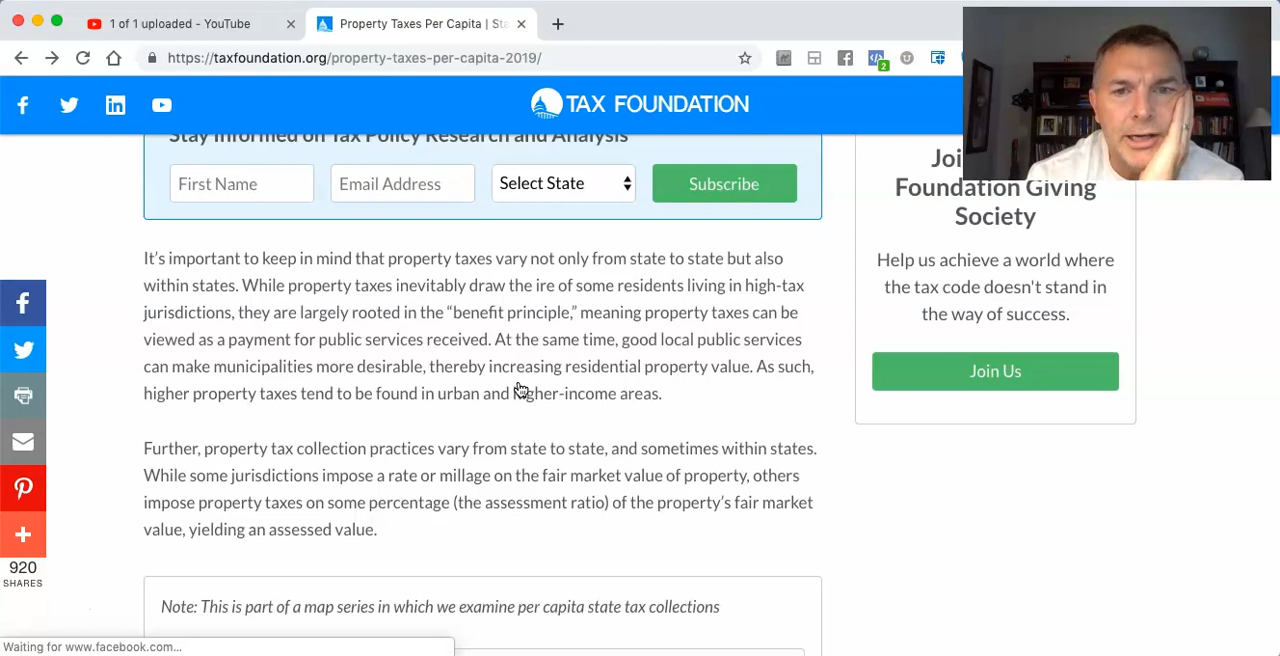 1 of 1 uploaded - YouTube
Property Taxes Per Capita | Sta
https://taxfoundation.org/property-taxes-per-capita-2019/
2
TAX FOUNDATION
Stay Informed on Tax Policy Research and Analysis
First Name
Email Address
Select State
Subscribe
It's important to keep in mind that property taxes vary not only from state to state but also
within states. While property taxes inevitably draw the ire of some residents living in high-tax
jurisdictions, they are largely rooted in the “benefit principle,” meaning property taxes can be
viewed as a payment for public services received. At the same time, good local public services
can make municipalities more desirable, thereby increasing residential property value. As such,
higher property taxes tend to be found in urban and higher-income areas.
Further, property tax collection practices vary from state to state, and sometimes within states.
While some jurisdictions impose a rate or millage on the fair market value of property, others
impose property taxes on some percentage (the assessment ratio) of the property's fair market
value, yielding an assessed value.
Note: This is part of a map series in which we examine per capita state tax collections
Joi
Foundation Giving
Society
Help us achieve a world where
the tax code doesn't stand in
the way of success.
Join Us
920
SHARES
Waiting for www.facebook.com...